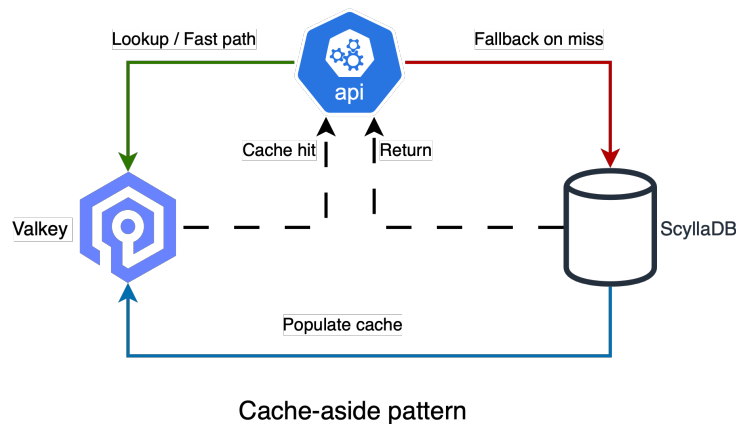 Lookup / Fast path
Fallback on miss
api
Cache hit
Return
Valkey
ScyllaDB
Populate cache
Cache-aside pattern